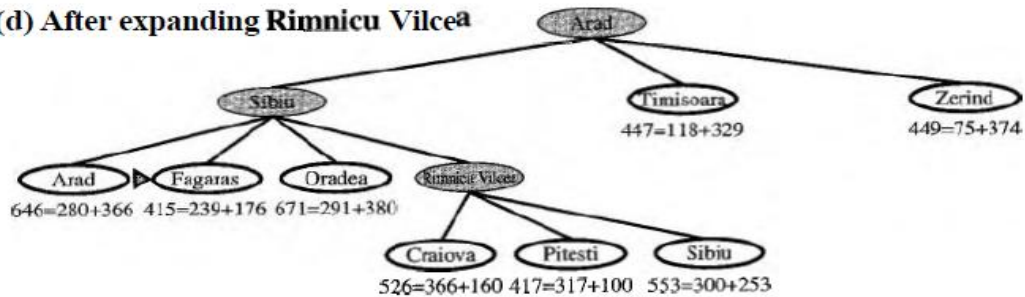 (d) After expanding Rimnicu Vilcea
Arad
Sibiu
Timisoara
Zerind
447=118+329
449=75+374
Arad
Fagaras
Oradea
Rimnicu Vilcea
646=280+366
415=239+176
671=291+380
Craiova
Pitesti
Sibiu
526=366+160
417=317+100
553=300+253